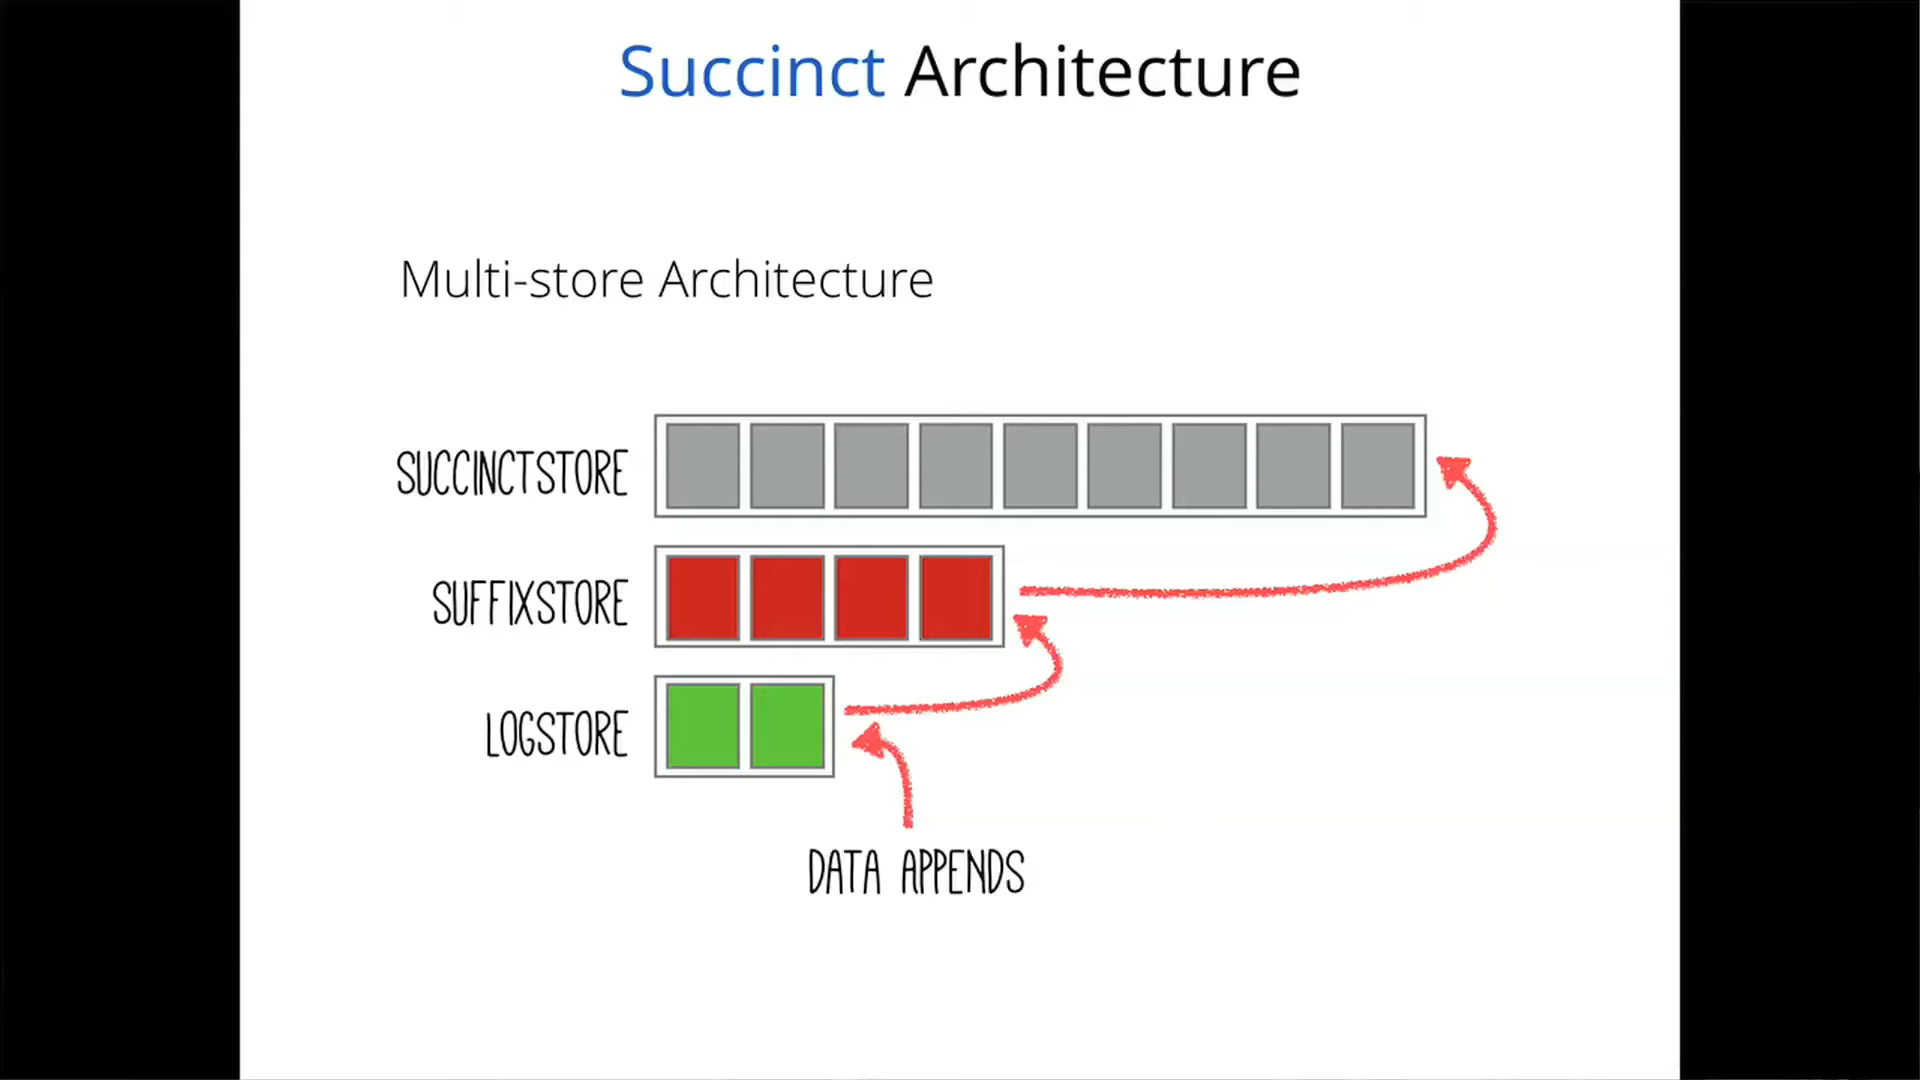 Succinct Architecture
Multi-store Architecture
SUCCINCTSTORE
SUFFIXSTORE
LOGSTORE
DATA APPENDS